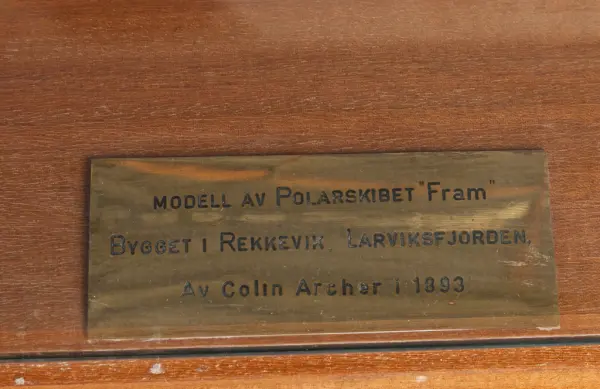 MODELL AV POLARSKIBET "Fram"
BYGGET I REKKEVIK, LARVIKSFJORDEN.
Av Colin Archer i 1893